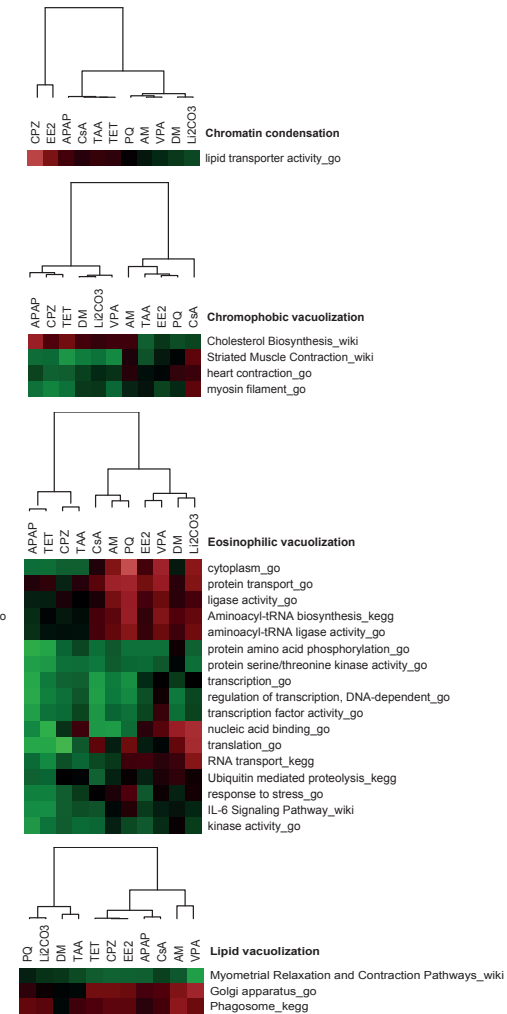 CPZ EE2 APAP CsA TAA TET PQ AM VPA DM Li2CO3
Chromatin condensation
lipid transporter activity_go
APAP CPZ TET DM Li2CO3 VPA AM TAA EE2 PQ CsA
Chromophobic vacuolization
Cholesterol Biosynthesis_wiki
Striated Muscle Contraction_wiki
heart contraction_go
myosin filament_go
APAP TET CPZ TAA CsA AM PQ EE2 VPA DM Li2CO3
Eosinophilic vacuolization
cytoplasm_go
protein transport_go
ligase activity_go
o
Aminoacyl-tRNA biosynthesis_kegg
aminoacyl-tRNA ligase activity_go
protein amino acid phosphorylation_go
protein serine/threonine kinase activity_go
transcription_go
regulation of transcription, DNA-dependent_go
transcription factor activity_go
nucleic acid binding_go
translation_go
RNA transport_kegg
Ubiquitin mediated proteolysis_kegg
response to stress_go
IL-6 Signaling Pathway_wiki
kinase activity_go
PQ Li2CO3 DM TAA TET CPZ EE2 APAP CsA AM VPA
Lipid vacuolization
Myometrial Relaxation and Contraction Pathways_wiki
Golgi apparatus_go
Phagosome_kegg